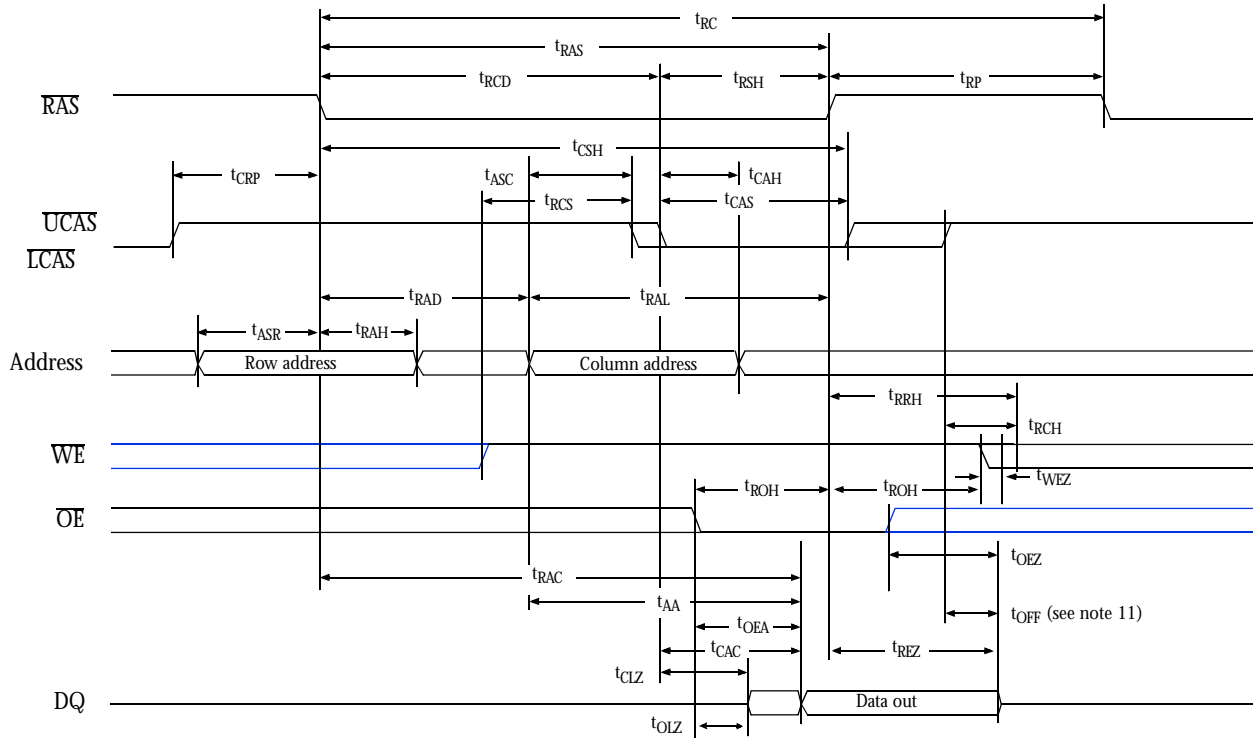 tRC
tRAS
tRCD
tRSH
tRP
RAS
tCSH
tCRP
tASC
tCAH
tRCS
tCAS
UCAS
LCAS
tRAD
tRAL
tASR
tRAH
Address
Row address
Column address
tRRH
tRCH
WE
tWEZ
tROH
tROH
OE
tOEZ
tRAC
tAA
tOFF (see note 11)
tOEA
tCAC
tREZ
tCLZ
DQ
Data out
tOLZ